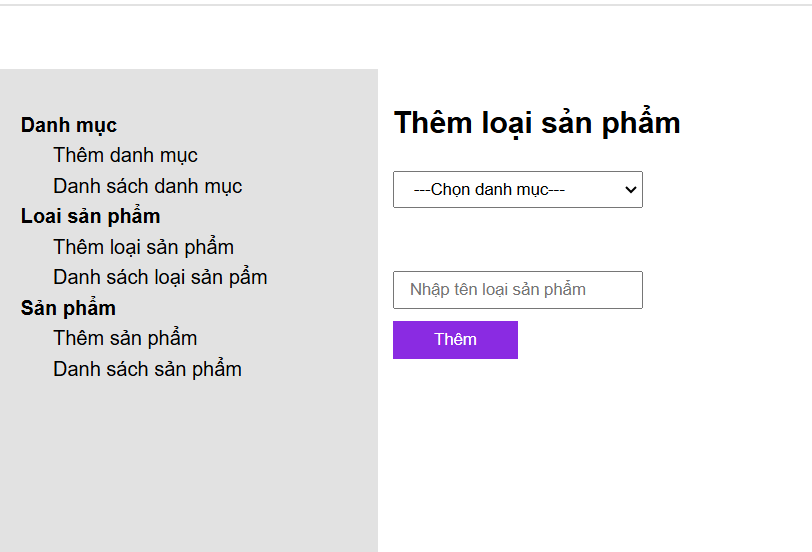 Danh mục
Thêm danh mục
Danh sách danh mục
Loai sản phẩm
Thêm loại sản phẩm
Danh sách loại sản pẩm
Sản phẩm
Thêm sản phẩm
Danh sách sản phẩm
Thêm loại sản phẩm
---Chọn danh mục---
Nhập tên loại sản phẩm
Thêm